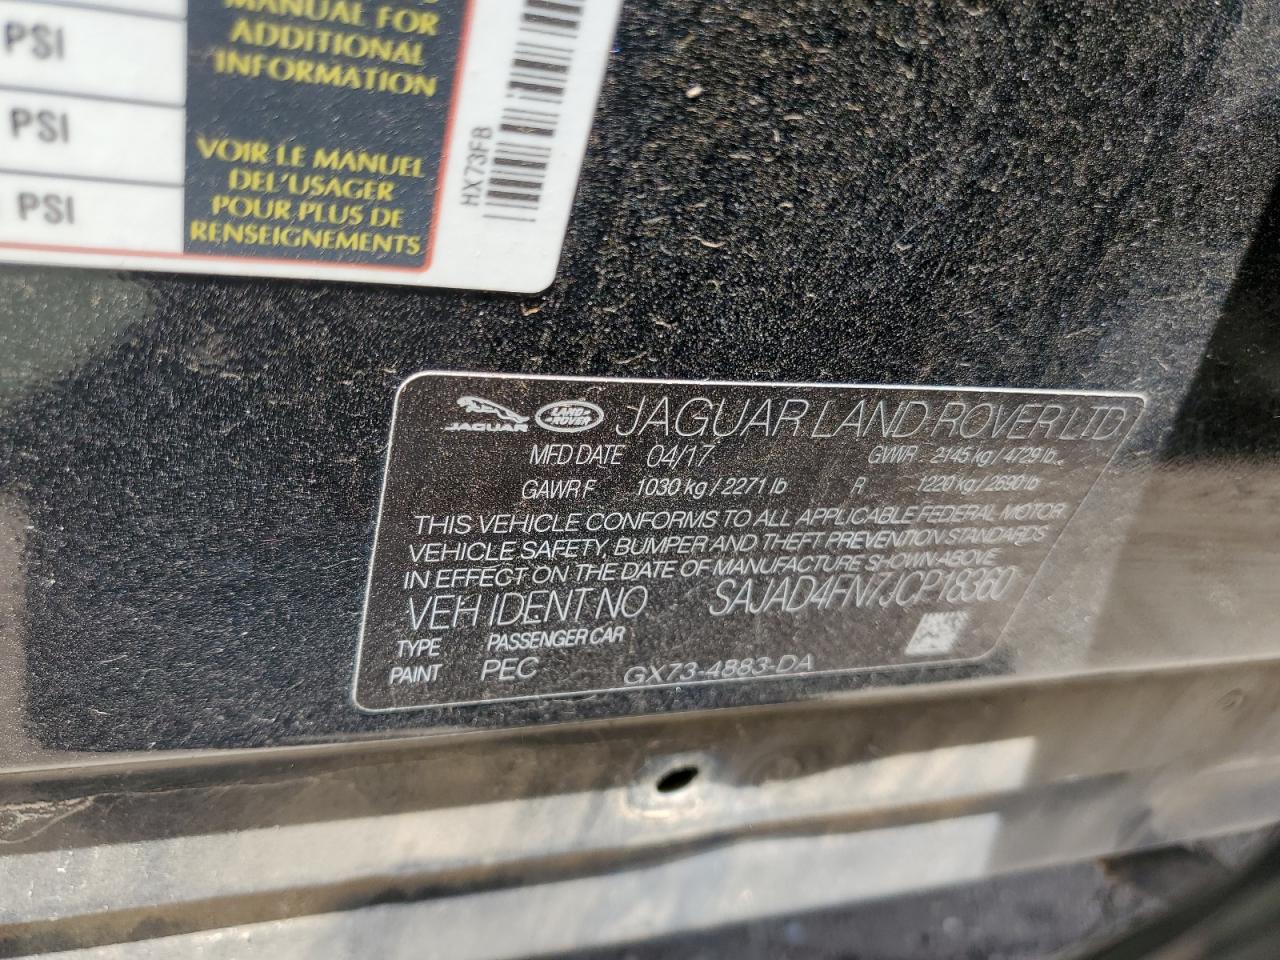 MANUAL FOR
ADDITIONAL
INFORMATION
PSI
PSI
PSI
VOIR LE MANUEL
DEL'USAGER
POUR PLUS DE
RENSEIGNEMENTS
HX73FB
JAGUAR
LAND ROVER
JAGUAR LAND ROVER LTD
MFD DATE 04/17 GVWR 2145 kg / 4729 lb
GAWR F 1030 kg / 2271 lb R 1220 kg / 2690 lb
THIS VEHICLE CONFORMS TO ALL APPLICABLE FEDERAL MOTOR
VEHICLE SAFETY, BUMPER AND THEFT PREVENTION STANDARDS
IN EFFECT ON THE DATE OF MANUFACTURE SHOWN ABOVE
VEH IDENT NO SAJAD4FN7JCP18360
TYPE PASSENGER CAR
PAINT PEC GX73-4883-DA